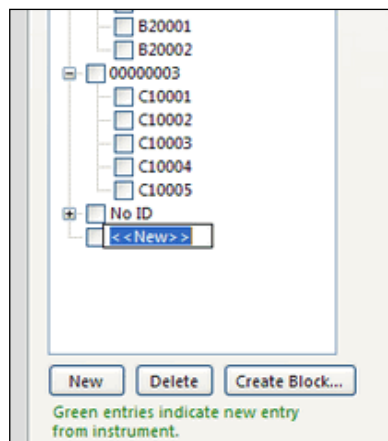 B20001
B20002
00000003
C10001
C10002
C10003
C10004
C10005
No ID
<<New>>
New
Delete
Create Block...
Green entries indicate new entry
from instrument.